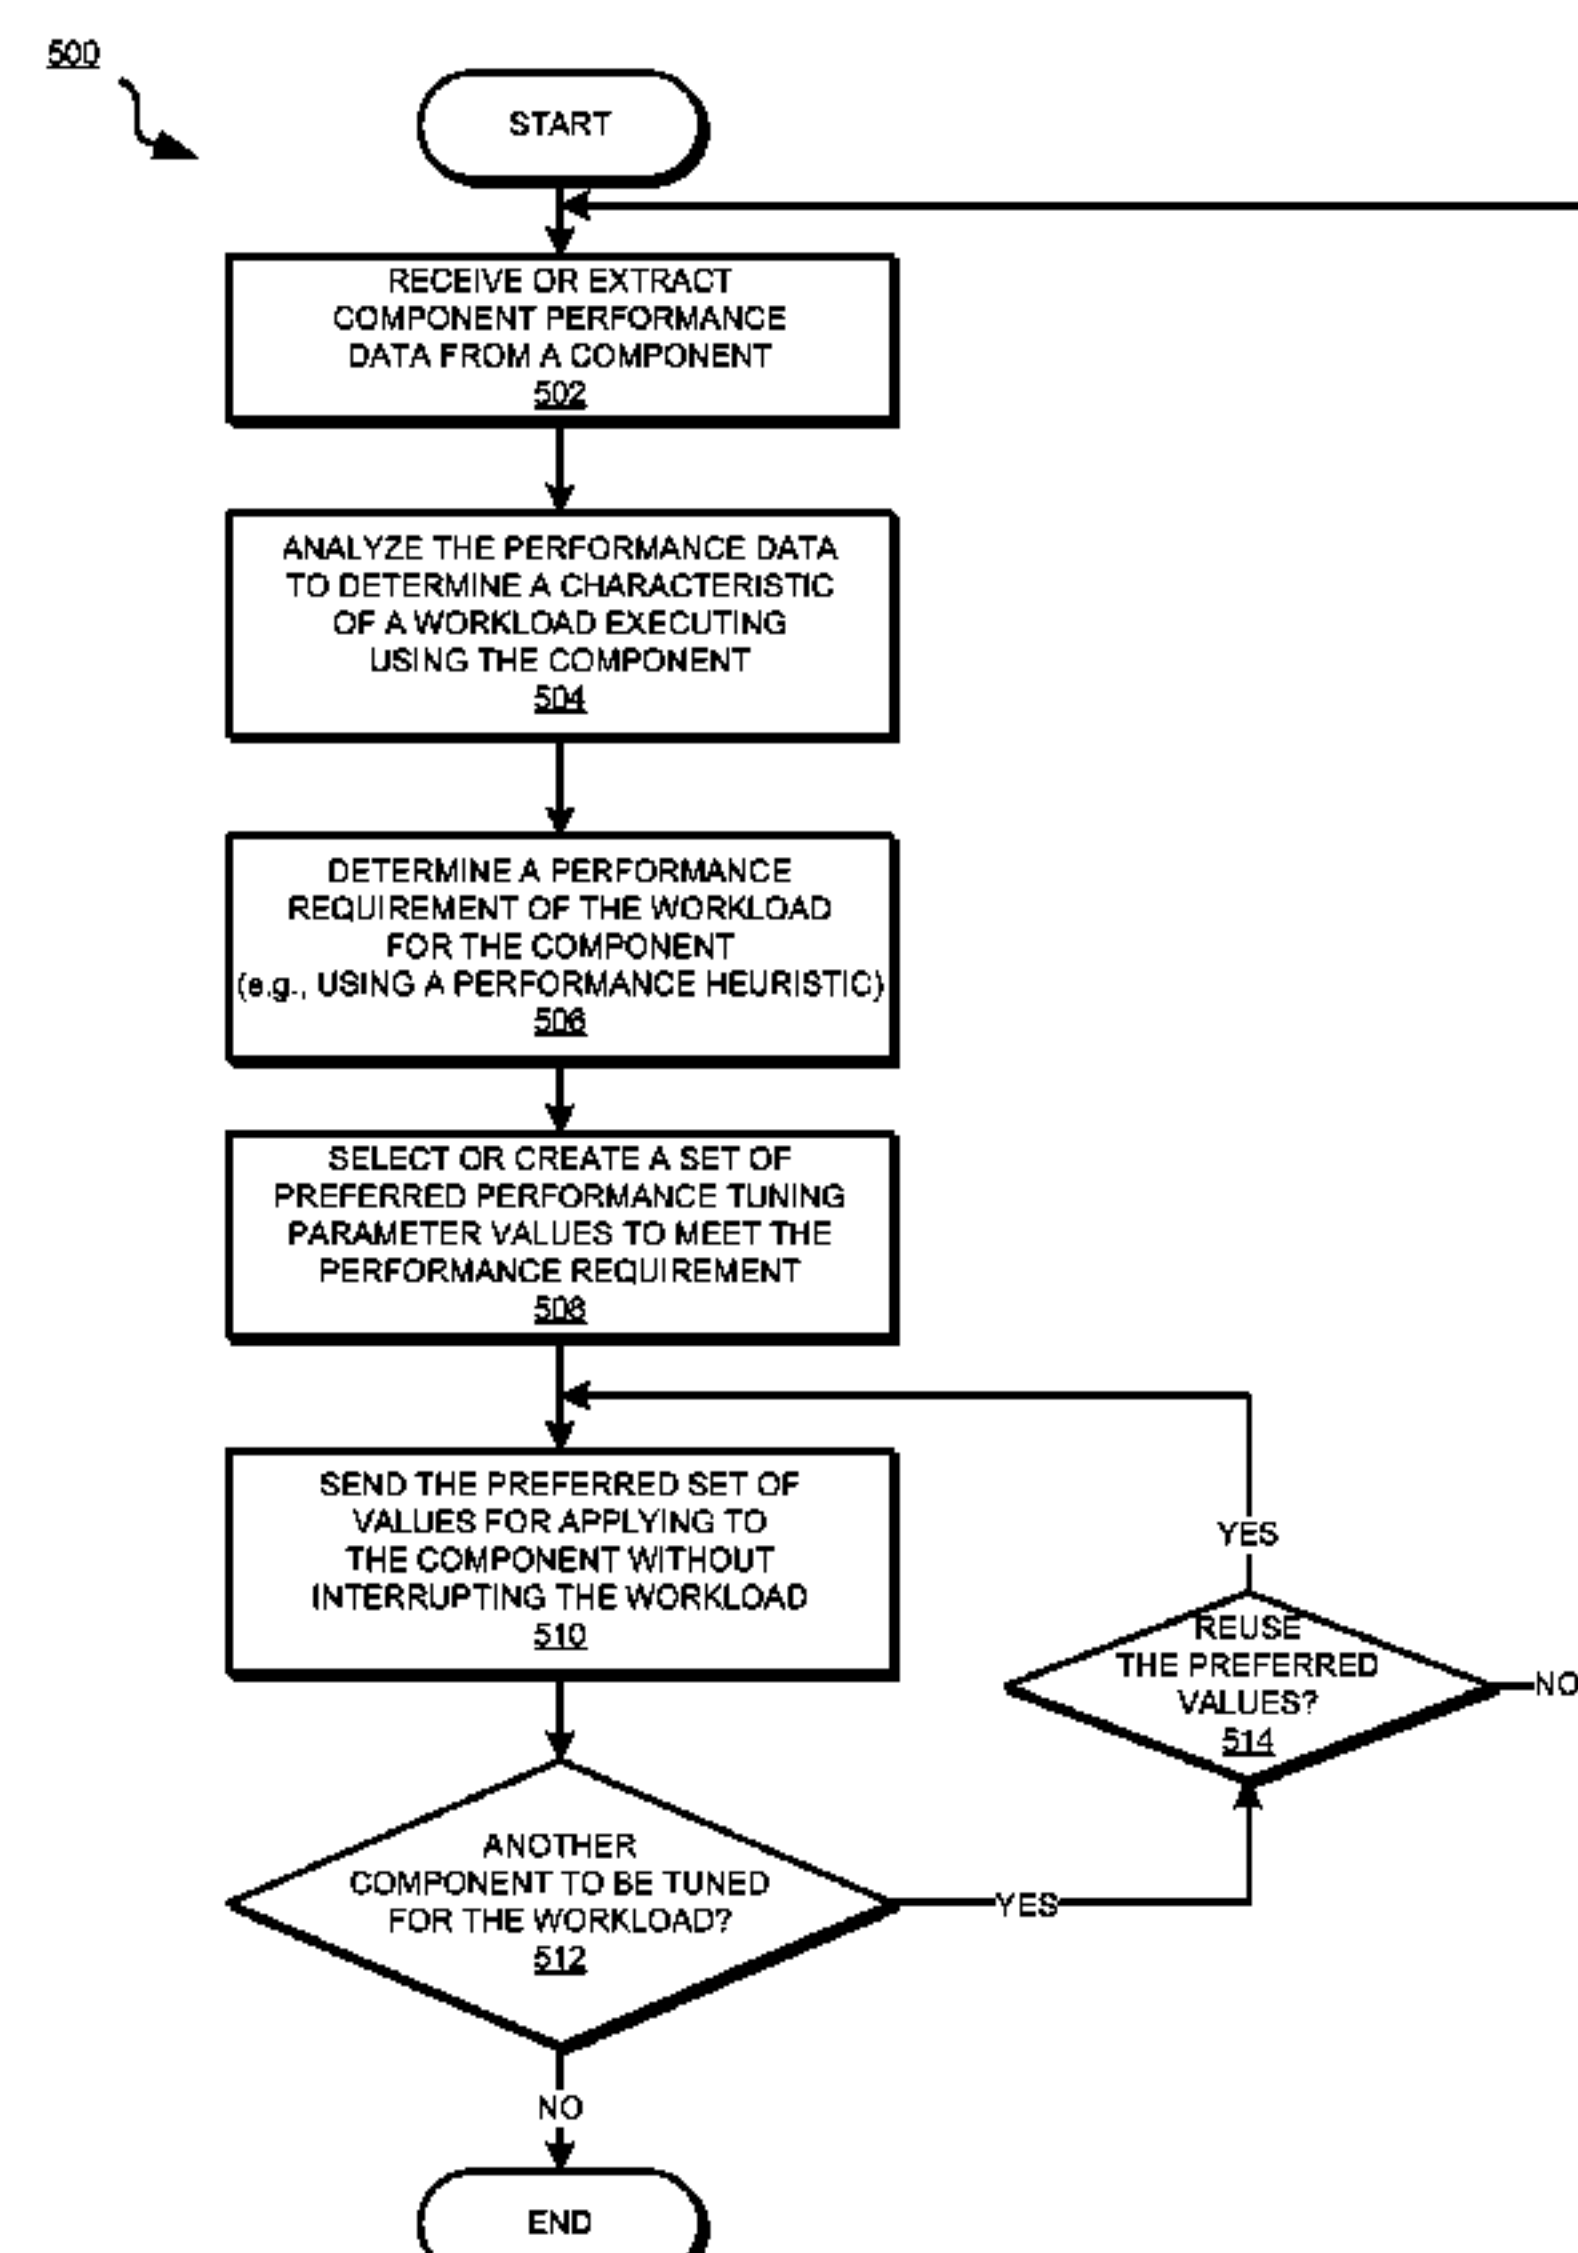 500
START
RECEIVE OR EXTRACT
COMPONENT PERFORMANCE
DATA FROM A COMPONENT
502
ANALYZE THE PERFORMANCE DATA
TO DETERMINE A CHARACTERISTIC
OF A WORKLOAD EXECUTING
USING THE COMPONENT
504
DETERMINE A PERFORMANCE
REQUIREMENT OF THE WORKLOAD
FOR THE COMPONENT
(e.g., USING A PERFORMANCE HEURISTIC)
506
SELECT OR CREATE A SET OF
PREFERRED PERFORMANCE TUNING
PARAMETER VALUES TO MEET THE
PERFORMANCE REQUIREMENT
508
SEND THE PREFERRED SET OF
VALUES FOR APPLYING TO
THE COMPONENT WITHOUT
INTERRUPTING THE WORKLOAD
510
YES
REUSE
THE PREFERRED
VALUES?
514
NO
ANOTHER
COMPONENT TO BE TUNED
FOR THE WORKLOAD?
512
YES
NO
END